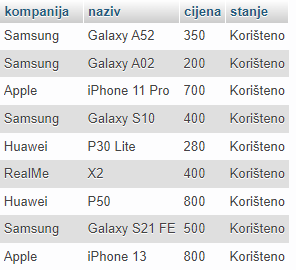 kompanija naziv cijena stanje
Samsung Galaxy A52 350 Korišteno
Samsung Galaxy A02 200 Korišteno
Apple iPhone 11 Pro 700 Korišteno
Samsung Galaxy S10 400 Korišteno
Huawei P30 Lite 280 Korišteno
RealMe X2 400 Korišteno
Huawei P50 800 Korišteno
Samsung Galaxy S21 FE 500 Korišteno
Apple iPhone 13 800 Korišteno